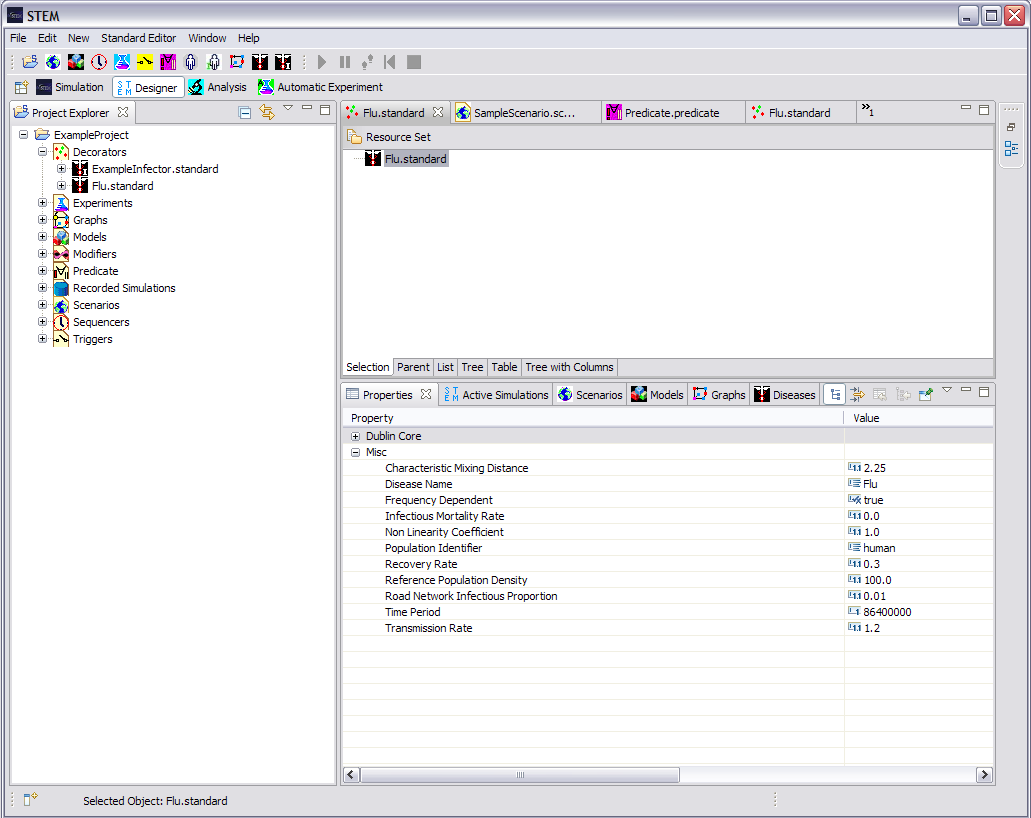 STEM
File Edit New Standard Editor Window Help
Simulation Designer Analysis Automatic Experiment
Project Explorer
ExampleProject
Decorators
ExampleInfector.standard
Flu.standard
Experiments
Graphs
Models
Modifiers
Predicate
Recorded Simulations
Scenarios
Sequencers
Triggers
Flu.standard SampleScenario.sc... Predicate.predicate Flu.standard »1
Resource Set
Flu.standard
Selection Parent List Tree Table Tree with Columns
Properties Active Simulations Scenarios Models Graphs Diseases
Property Value
Dublin Core
Misc
Characteristic Mixing Distance 2.25
Disease Name Flu
Frequency Dependent true
Infectious Mortality Rate 0.0
Non Linearity Coefficient 1.0
Population Identifier human
Recovery Rate 0.3
Reference Population Density 100.0
Road Network Infectious Proportion 0.01
Time Period 86400000
Transmission Rate 1.2
Selected Object: Flu.standard